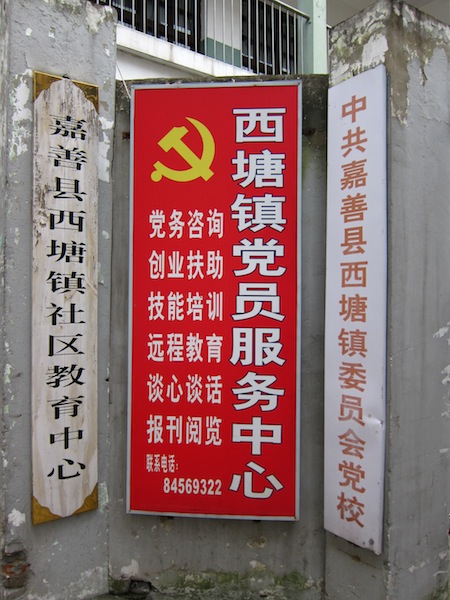 嘉善县西塘镇社区教育中心
西塘镇党员服务中心
党务咨询
创业扶助
技能培训
远程教育
谈心谈话
报刊阅览
联系电话:
84569322
中共嘉善县西塘镇委员会党校